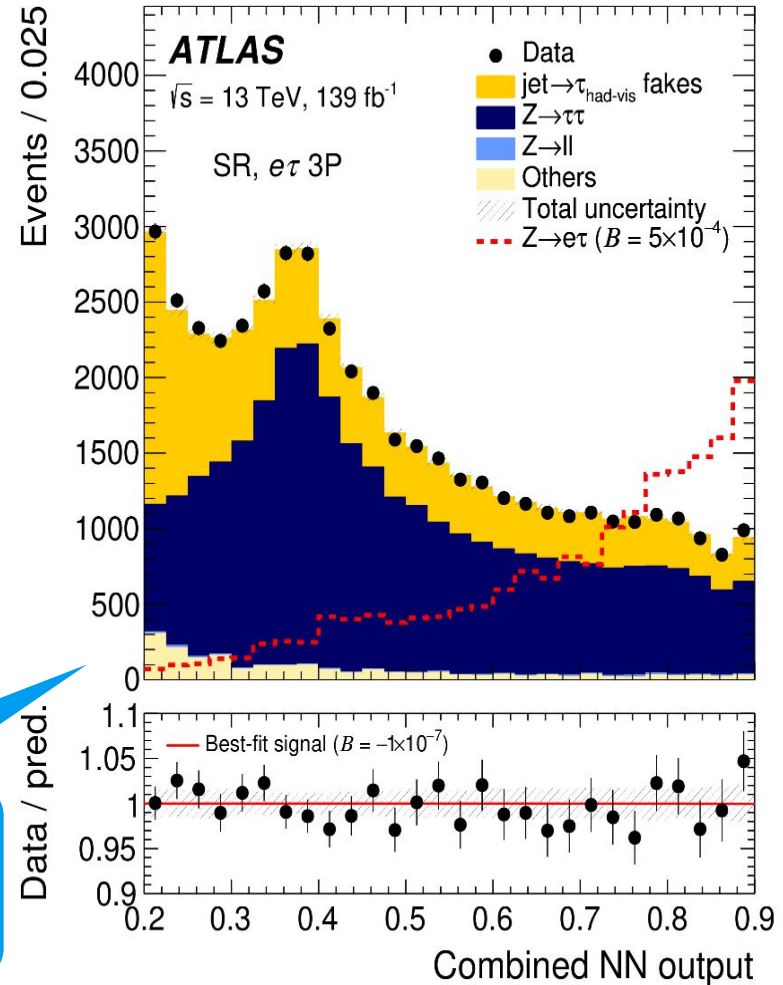 ATLAS
√s = 13 TeV, 139 fb⁻¹
SR, eτ 3P
Data
jet→τhad-vis fakes
Z→ττ
Z→ll
Others
Total uncertainty
Z→eτ (B = 5×10⁻⁴)
Events / 0.025
4000
3500
3000
2500
2000
1500
1000
500
0
Best-fit signal (B = −1×10⁻⁷)
Data / pred.
1.1
1.05
1
0.95
0.9
0.2 0.3 0.4 0.5 0.6 0.7 0.8 0.9
Combined NN output